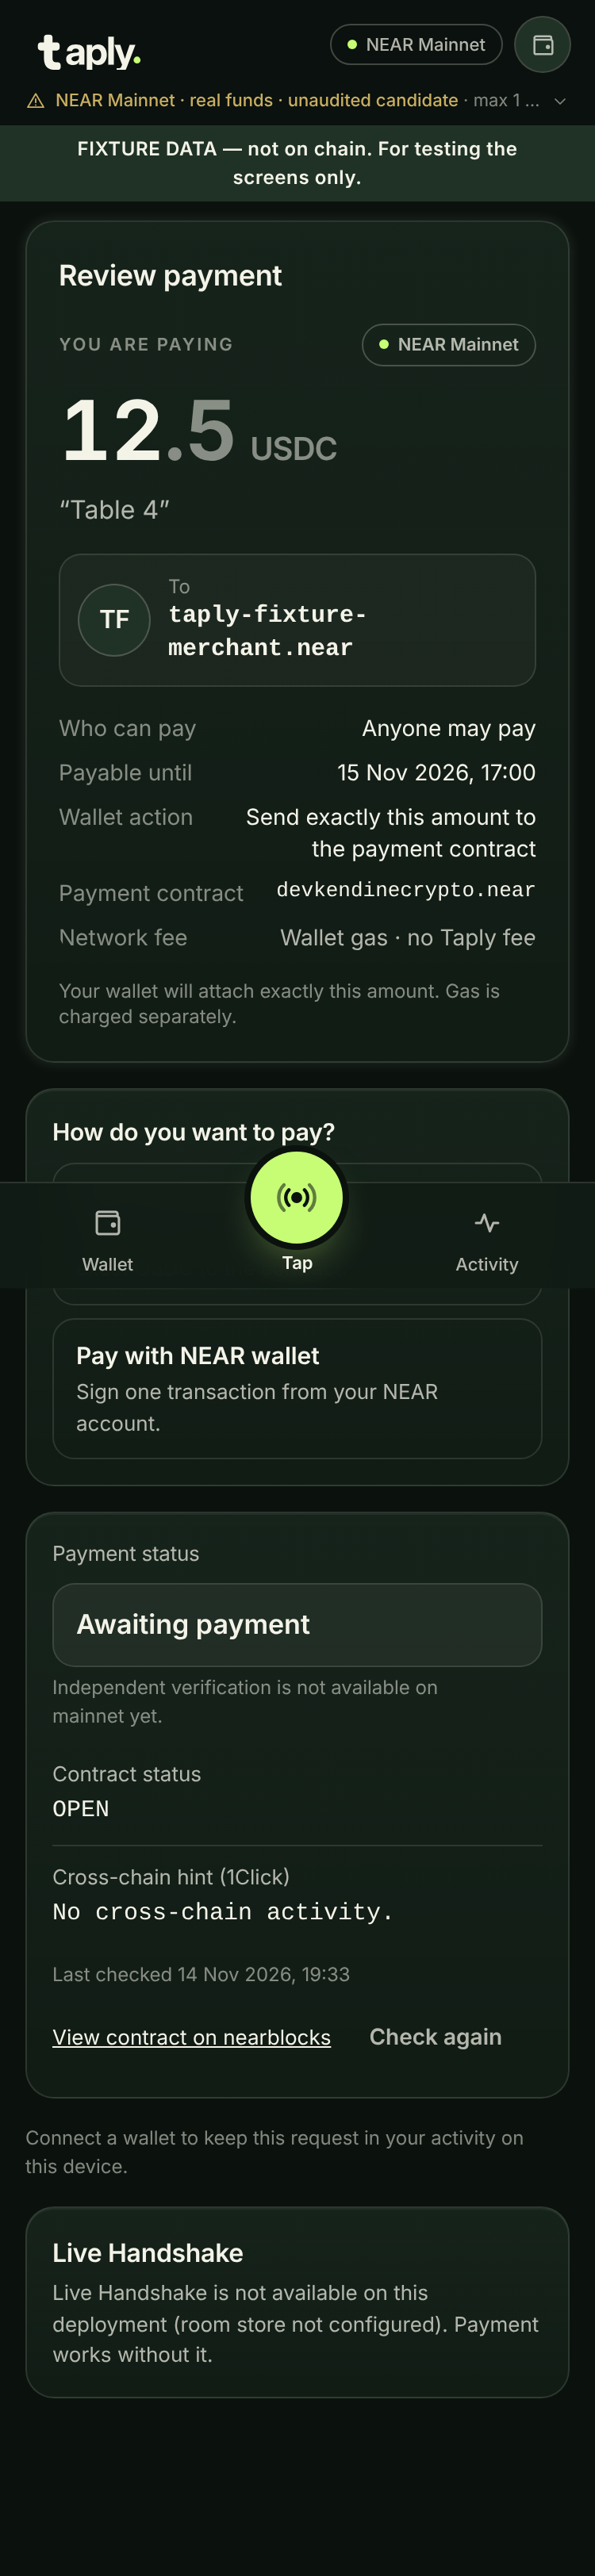 taply.
NEAR Mainnet
NEAR Mainnet · real funds · unaudited candidate · max 1 ...
FIXTURE DATA — not on chain. For testing the
screens only.
Review payment
YOU ARE PAYING
NEAR Mainnet
12.5 USDC
“Table 4”
TF
To
taply-fixture-
merchant.near
Who can pay
Anyone may pay
Payable until
15 Nov 2026, 17:00
Wallet action
Send exactly this amount to
the payment contract
Payment contract
devkendinecrypto.near
Network fee
Wallet gas · no Taply fee
Your wallet will attach exactly this amount. Gas is
charged separately.
How do you want to pay?
Wallet
Tap
Activity
Pay with NEAR wallet
Sign one transaction from your NEAR
account.
Payment status
Awaiting payment
Independent verification is not available on
mainnet yet.
Contract status
OPEN
Cross-chain hint (1Click)
No cross-chain activity.
Last checked 14 Nov 2026, 19:33
View contract on nearblocks
Check again
Connect a wallet to keep this request in your activity on
this device.
Live Handshake
Live Handshake is not available on this
deployment (room store not configured). Payment
works without it.